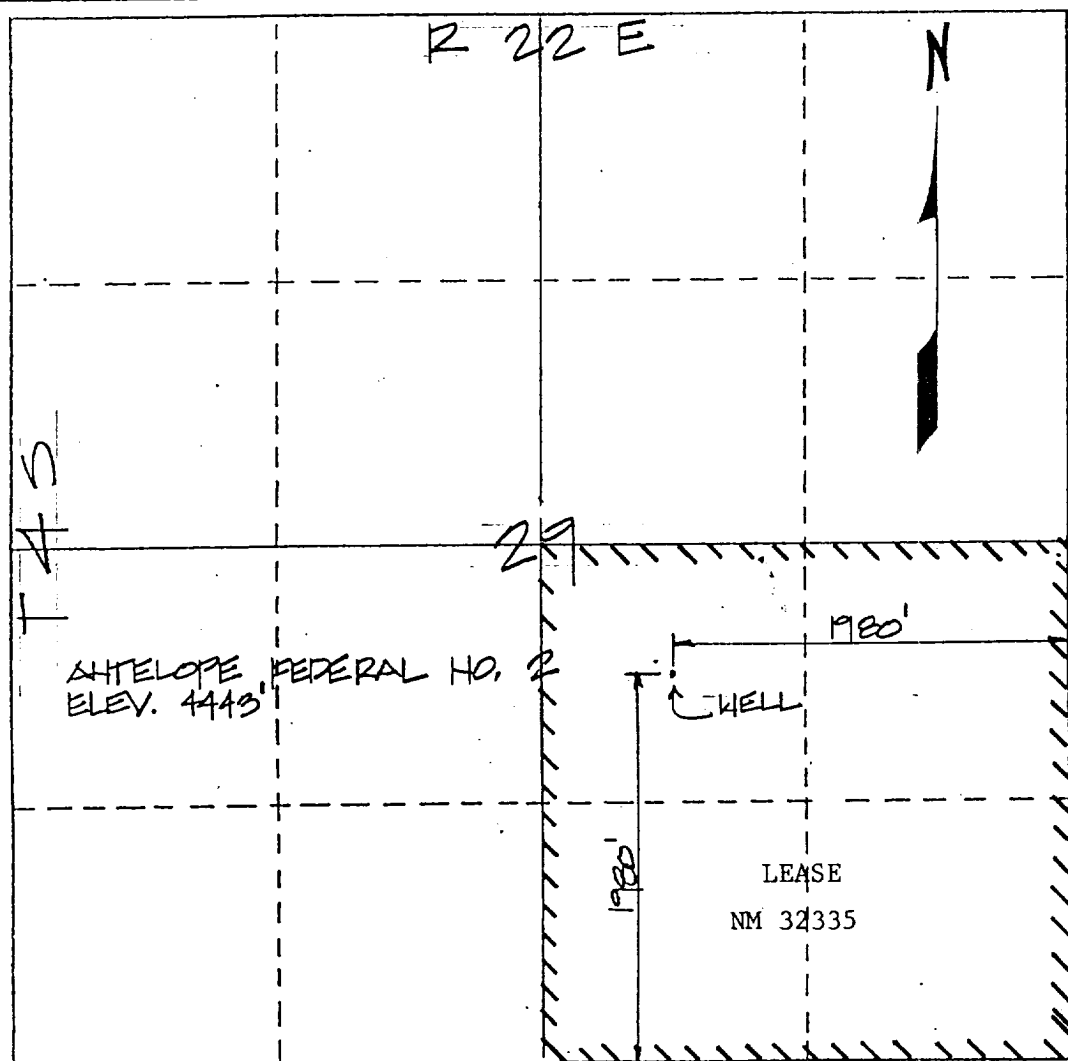 R 22 E
N
T 4 S
29
1980'
ANTELOPE FEDERAL NO. 2
ELEV. 4443'
WELL
1980'
LEASE
NM 32335